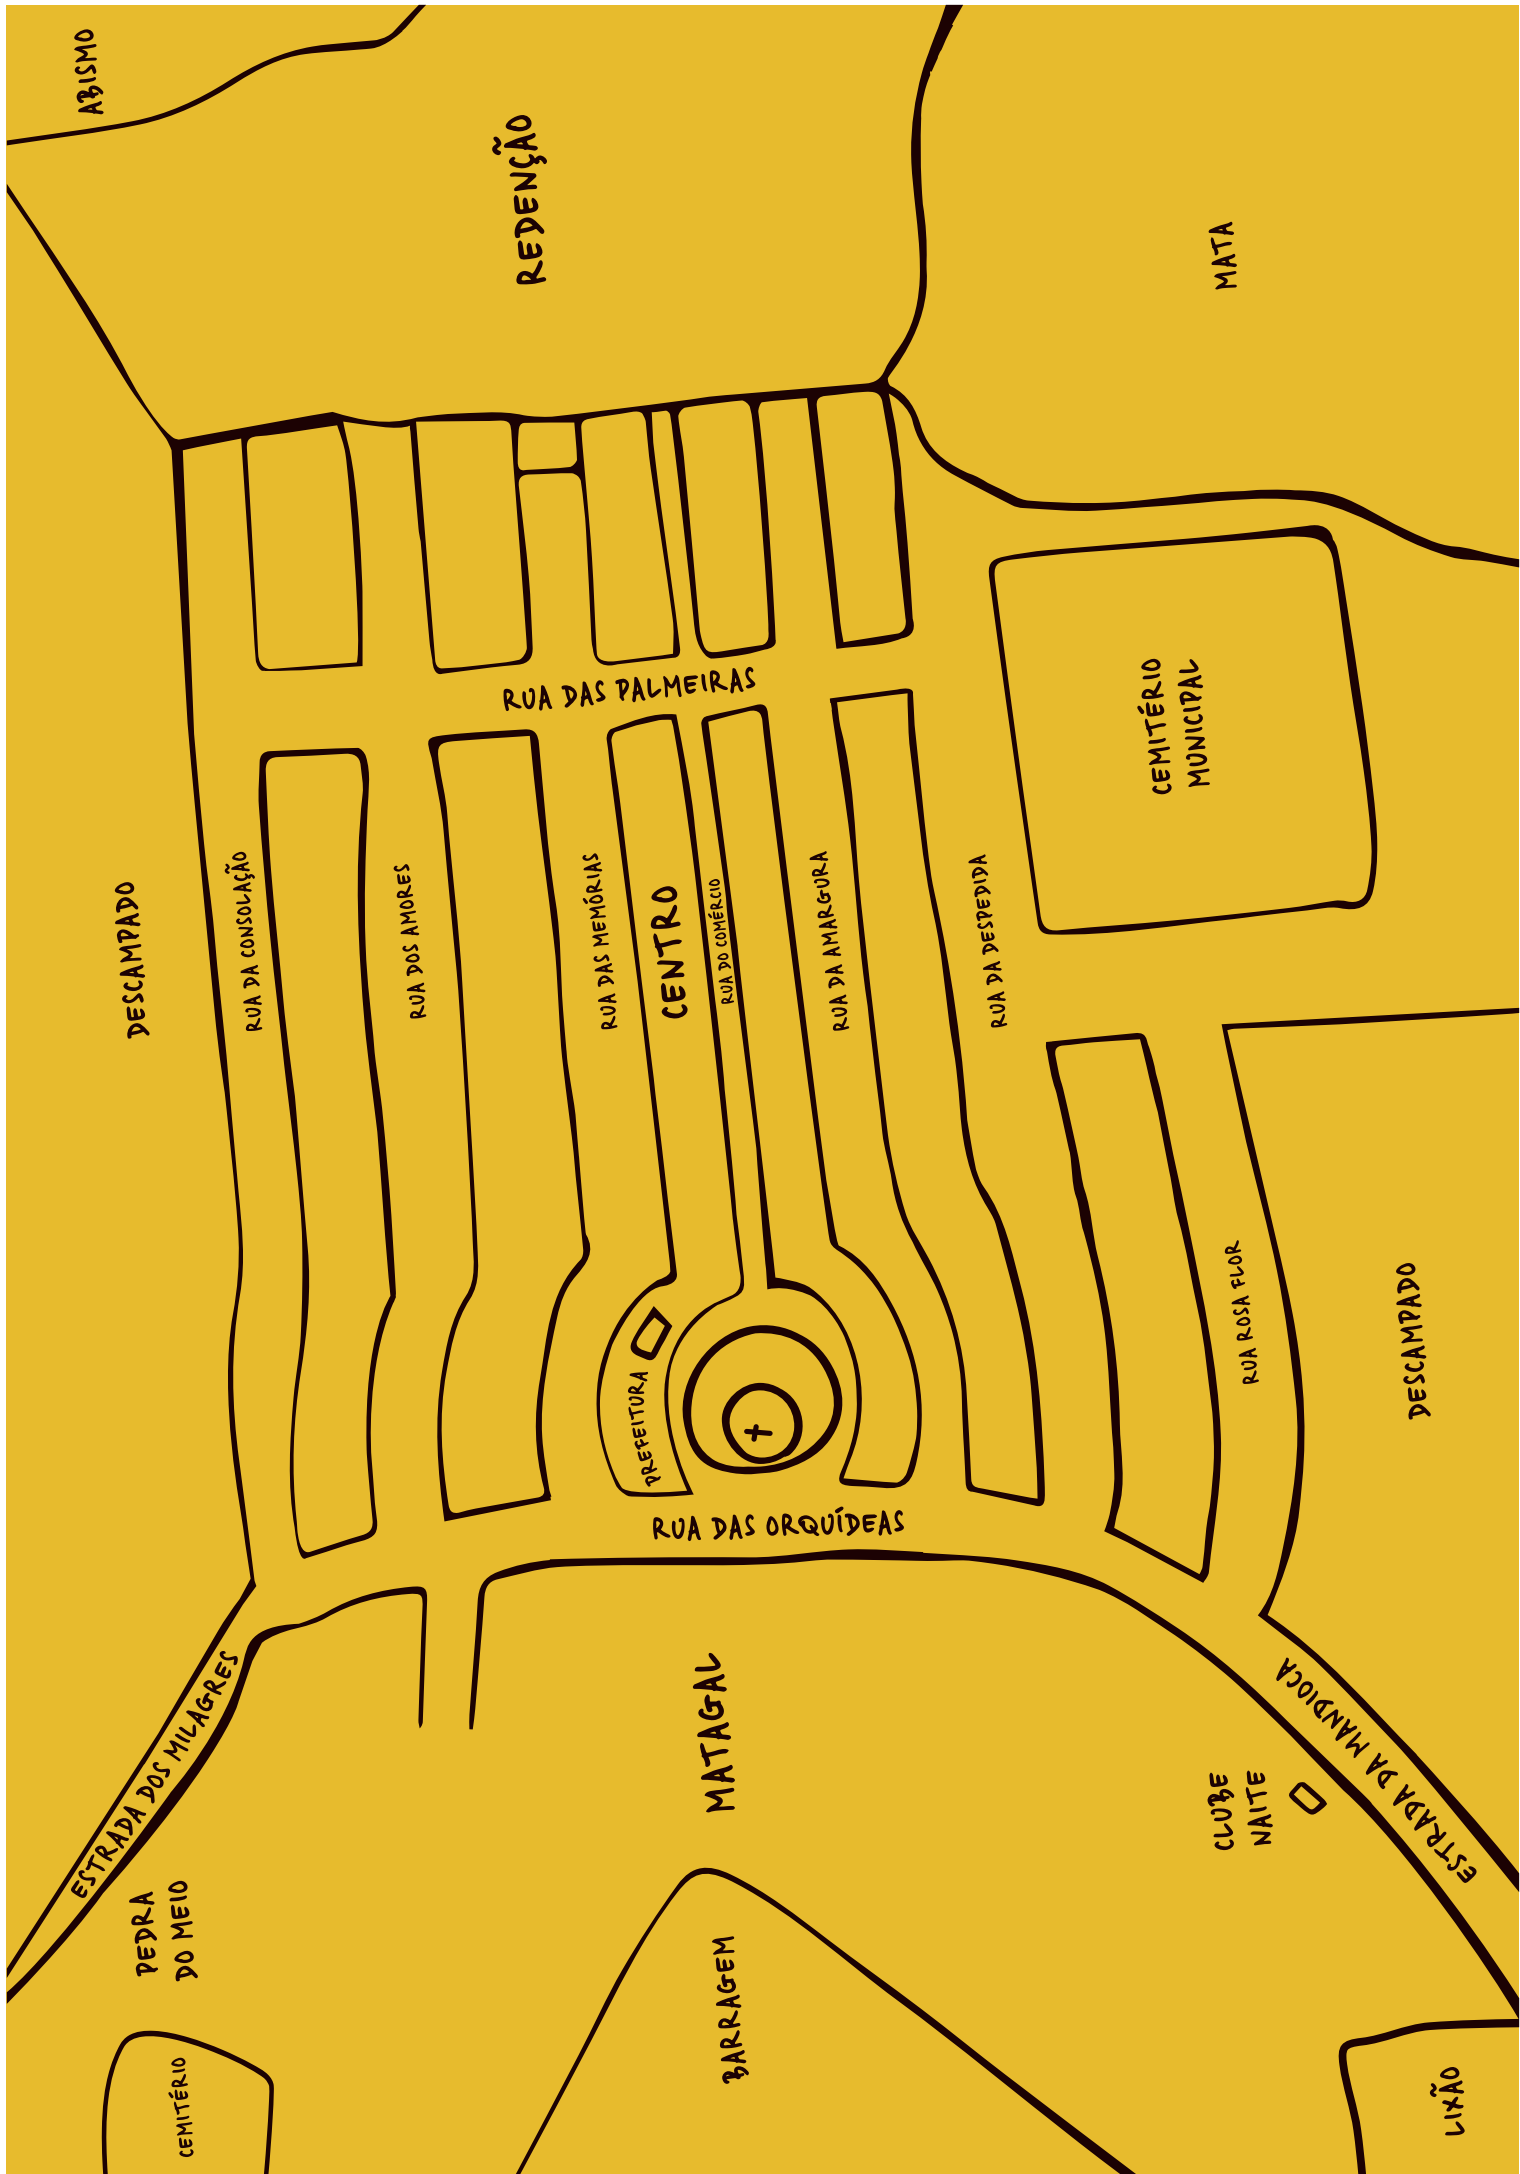 ABISMO
REDENÇÃO
MATA
RUA DAS PALMEIRAS
CEMITÉRIO
MUNICIPAL
DESCAMPADO
RUA DA CONSOLAÇÃO
RUA DOS AMORES
RUA DAS MEMÓRIAS
CENTRO
RUA DO COMÉRCIO
RUA DA AMARGURA
RUA DA DESPEDIDA
RUA ROSA FLOR
DESCAMPADO
PREFEITURA
RUA DAS ORQUÍDEAS
ESTRADA DOS MILAGRES
MATAGAL
ESTRADA DA MANDIOCA
CLUBE
NAITE
PEDRA
DO MEIO
BARRAGEM
CEMITÉRIO
LIXÃO